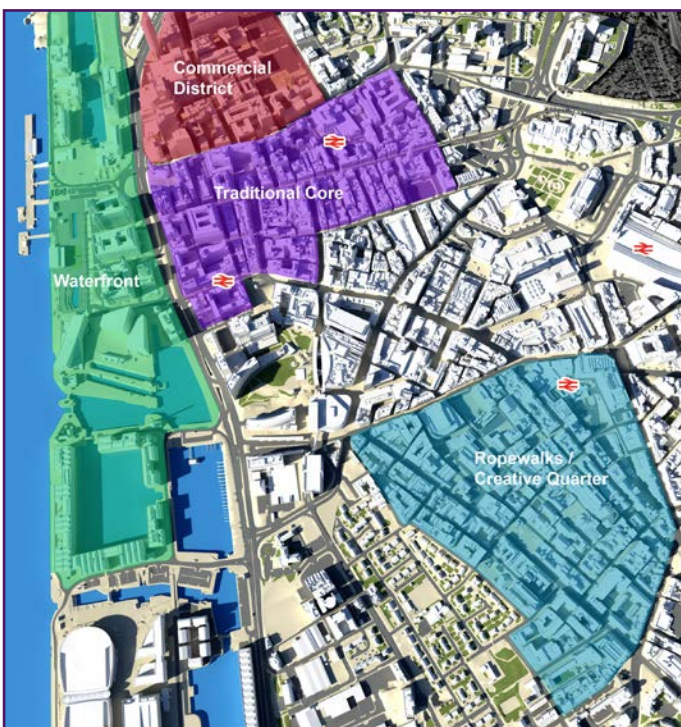 Commercial
District
Traditional Core
Waterfront
Ropewalks /
Creative Quarter